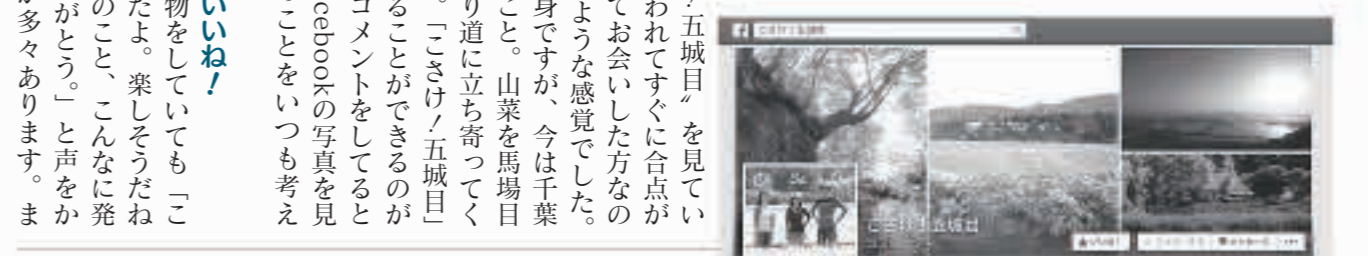 ！五城目〟を見てい
われてすぐに合点が
てお会いした方なの
ような感覚でした。
身ですが、今は千葉
こと。山菜を馬場目
り道に立ち寄ってく
。「こさけ！五城目」
ることができるのが
コメントをしてると
cebookの写真を見
ことをいつも考え
いいね！
物をしていても「こ
たよ。楽しそうだね
のこと、こんなに発
がとう。」と声をか
多々あります。ま
こさけ！五城目